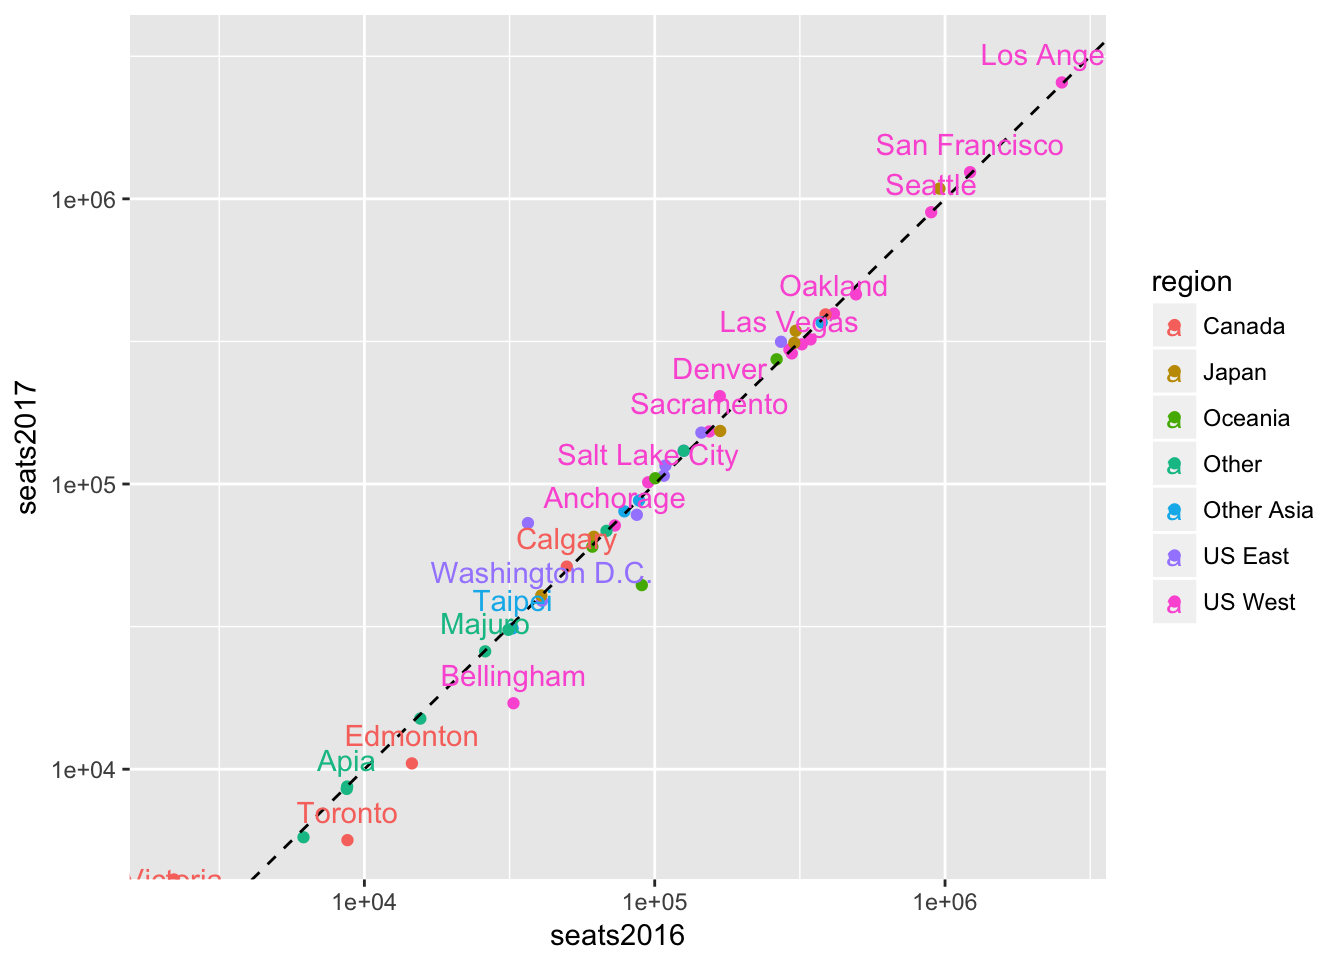 Los Ange
San Francisco
Seattle
Oakland
Las Vegas
Denver
Sacramento
Salt Lake City
Anchorage
Calgary
Washington D.C.
Taipei
Majuro
Bellingham
Edmonton
Apia
Toronto
Victoria
1e+06
1e+05
1e+04
seats2017
1e+04 1e+05 1e+06
seats2016
region
a Canada
a Japan
a Oceania
a Other
a Other Asia
a US East
a US West